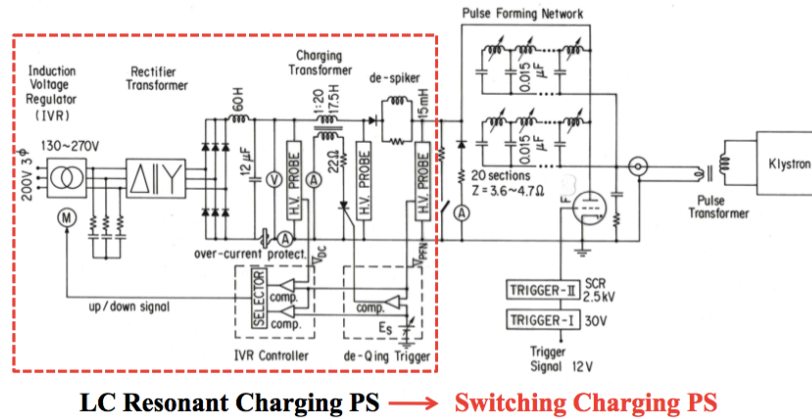 Induction
Voltage
Regulator
(IVR)
Rectifier
Transformer
Charging
Transformer
de-spiker
Pulse Forming Network
130~270V
200V 3Φ
60H
1:20
17.5H
15mH
12μF
22Ω
V
A
A
A
A
M
H.V. PROBE
H.V. PROBE
H.V. PROBE
0.015
μF
0.015
μF
20 sections
Z = 3.6~4.7Ω
F
Pulse
Transformer
Klystron
over-current protect.
VDC
VPFN
up/down signal
SELECTOR
comp.
comp.
comp.
Es
IVR Controller
de-Qing Trigger
TRIGGER-II
SCR
2.5kV
TRIGGER-I
30V
Trigger
Signal 12V
LC Resonant Charging PS → Switching Charging PS